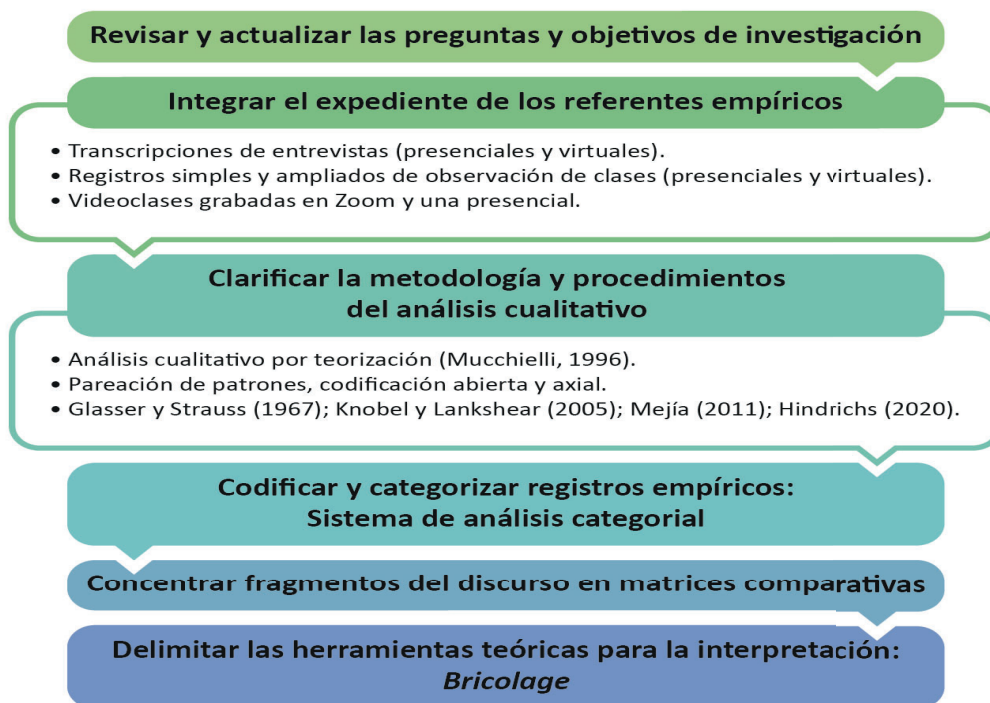 Revisar y actualizar las preguntas y objetivos de investigación
Integrar el expediente de los referentes empíricos
• Transcripciones de entrevistas (presenciales y virtuales).
• Registros simples y ampliados de observación de clases (presenciales y virtuales).
• Videoclases grabadas en Zoom y una presencial.
Clarificar la metodología y procedimientos
del análisis cualitativo
• Análisis cualitativo por teorización (Mucchielli, 1996).
• Pareación de patrones, codificación abierta y axial.
• Glasser y Strauss (1967); Knobel y Lankshear (2005); Mejía (2011); Hindrichs (2020).
Codificar y categorizar registros empíricos:
Sistema de análisis categorial
Concentrar fragmentos del discurso en matrices comparativas
Delimitar las herramientas teóricas para la interpretación:
Bricolage